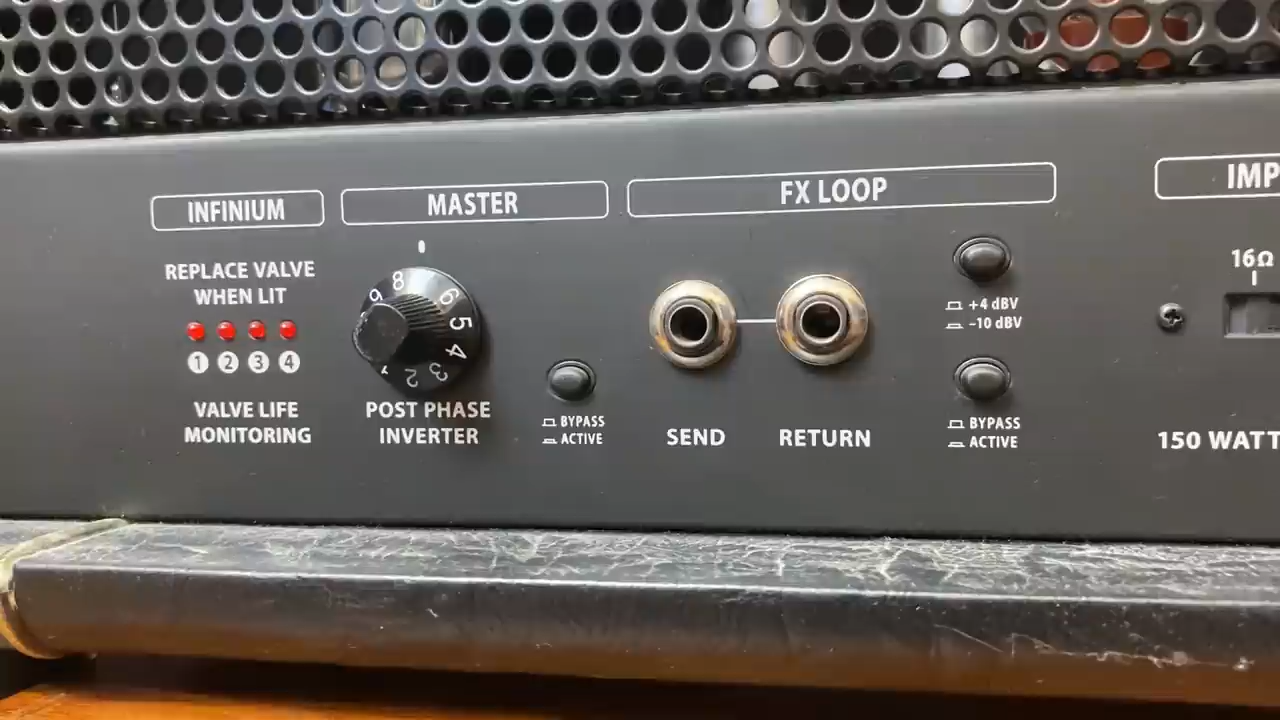 INFINIUM
MASTER
FX LOOP
IMP
REPLACE VALVE
WHEN LIT
1 2 3 4
VALVE LIFE
MONITORING
8 6 5 4 3 2
POST PHASE
INVERTER
BYPASS
ACTIVE
SEND
RETURN
+4 dBV
-10 dBV
BYPASS
ACTIVE
16Ω
150 WATT